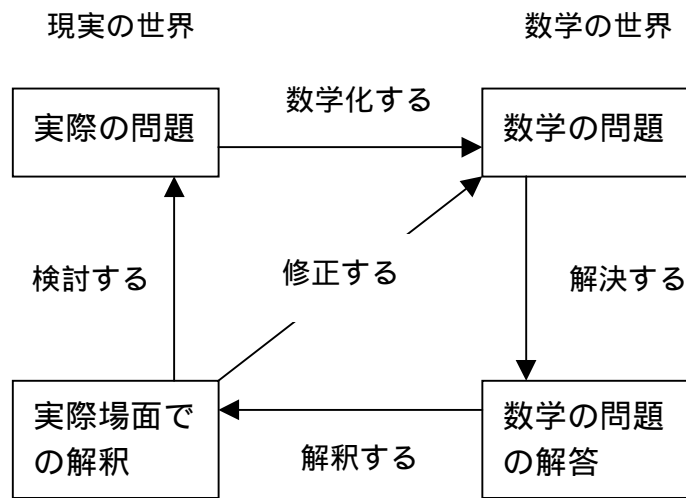 現実の世界
数学の世界
数学化する
実際の問題
数学の問題
検討する
修正する
解決する
実際場面で
の解釈
数学の問題
の解答
解釈する